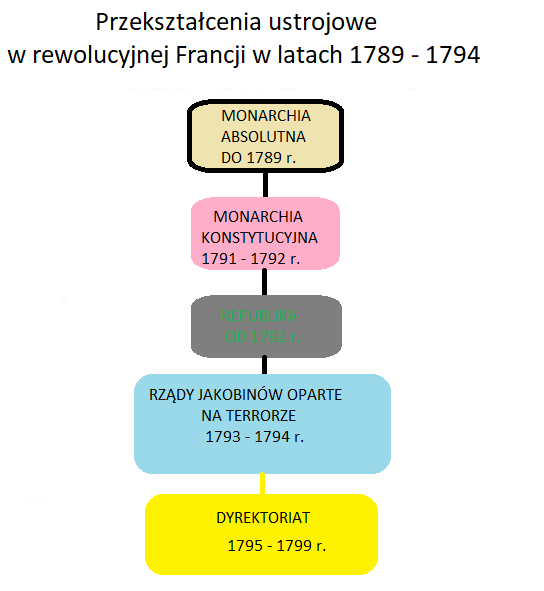 Przekształcenia ustrojowe
w rewolucyjnej Francji w latach 1789 - 1794
MONARCHIA
ABSOLUTNA
DO 1789 r.
MONARCHIA
KONSTYTUCYJNA
1791 - 1792 r.
REPUBLIKA
OD 1792 r.
RZĄDY JAKOBINÓW OPARTE
NA TERRORZE
1793 - 1794 r.
DYREKTORIAT
1795 - 1799 r.